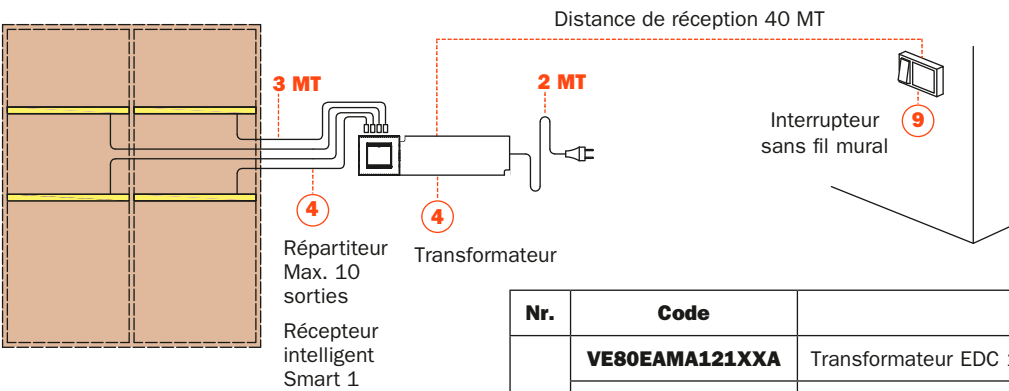 Distance de réception 40 MT
3 MT
2 MT
Interrupteur
sans fil mural
9
4
4
Répartiteur
Max. 10
sorties
Transformateur
Récepteur
intelligent
Smart 1
Nr. Code
VE80EAMA121XXA Transformateur EDC